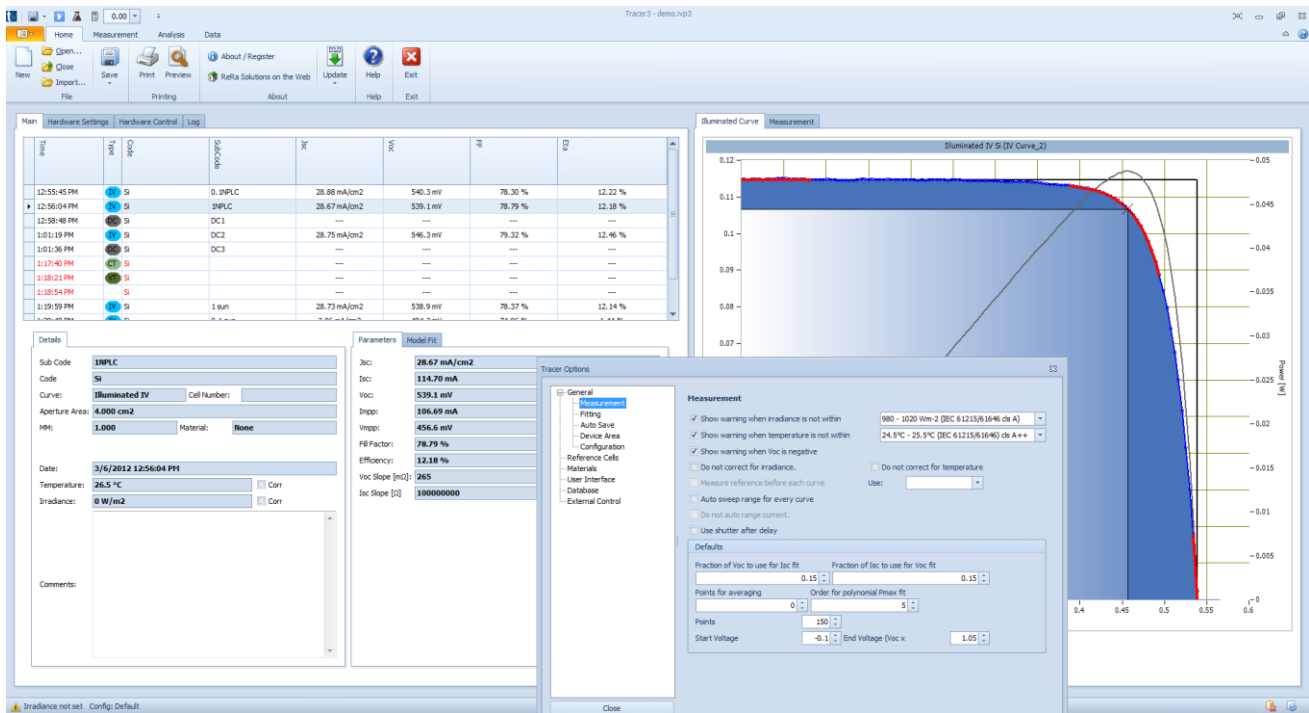 0.00
Tracer3 - demo.ivp3
Home Measurement Analysis Data
New
Open...
Close
Import...
Save
Print Preview
About / Register
ReRa Solutions on the Web
Update
Help
Exit
File Printing About Help Exit
Main Hardware Settings Hardware Control Log
Time Type Code SubCode Jsc Voc FF Eta
12:55:45 PM IV Si 0.1NPLC 28.88 mA/cm2 540.3 mV 78.30 % 12.22 %
12:56:04 PM IV Si 1NPLC 28.67 mA/cm2 539.1 mV 78.79 % 12.18 %
12:58:48 PM DC Si DC1 --- --- --- ---
1:01:19 PM IV Si DC2 28.75 mA/cm2 546.3 mV 79.32 % 12.46 %
1:01:36 PM DC Si DC3 --- --- --- ---
1:17:40 PM CT Si --- --- --- ---
1:18:21 PM VT Si --- --- --- ---
1:18:54 PM Si --- --- --- ---
1:19:59 PM IV Si 1 sun 28.73 mA/cm2 538.9 mV 78.37 % 12.14 %
Details
Sub Code 1NPLC
Code Si
Curve: Illuminated IV Cell Number:
Aperture Area: 4.000 cm2
MM: 1.000 Material: None
Date: 3/6/2012 12:56:04 PM
Temperature: 26.5 °C Corr
Irradiance: 0 W/m2 Corr
Comments:
Parameters Model Fit
Jsc: 28.67 mA/cm2
Isc: 114.70 mA
Voc: 539.1 mV
Impp: 106.69 mA
Vmpp: 456.6 mV
Fill Factor: 78.79 %
Efficiency: 12.18 %
Voc Slope [mΩ]: 265
Isc Slope [Ω] 100000000
Illuminated Curve Measurement
Illuminated IV Si (IV Curve_2)
0.12
0.11
0.1
0.09
0.08
0.07
0.05
0.045
0.04
0.035
0.03
0.025
0.02
0.015
0.01
0.005
0
Power [W]
0.4 0.45 0.5 0.55 0.6
Tracer Options
General
Measurement
Fitting
Auto Save
Device Area
Configuration
Reference Cells
Materials
User Interface
Database
External Control
Close
Measurement
Show warning when irradiance is not within 980 - 1020 Wm-2 (IEC 61215/61646 cls A)
Show warning when temperature is not within 24.5°C - 25.5°C (IEC 61215/61646) cls A++
Show warning when Voc is negative
Do not correct for irradiance. Do not correct for temperature
Measure reference before each curve Use:
Auto sweep range for every curve
Do not auto range current.
Use shutter after delay
Defaults
Fraction of Voc to use for Isc fit Fraction of Isc to use for Voc fit
0.15 0.15
Points for averaging Order for polynomial Pmax fit
0 5
Points 150
Start Voltage -0.1 End Voltage (Voc x 1.05
Irradiance not set Config: Default